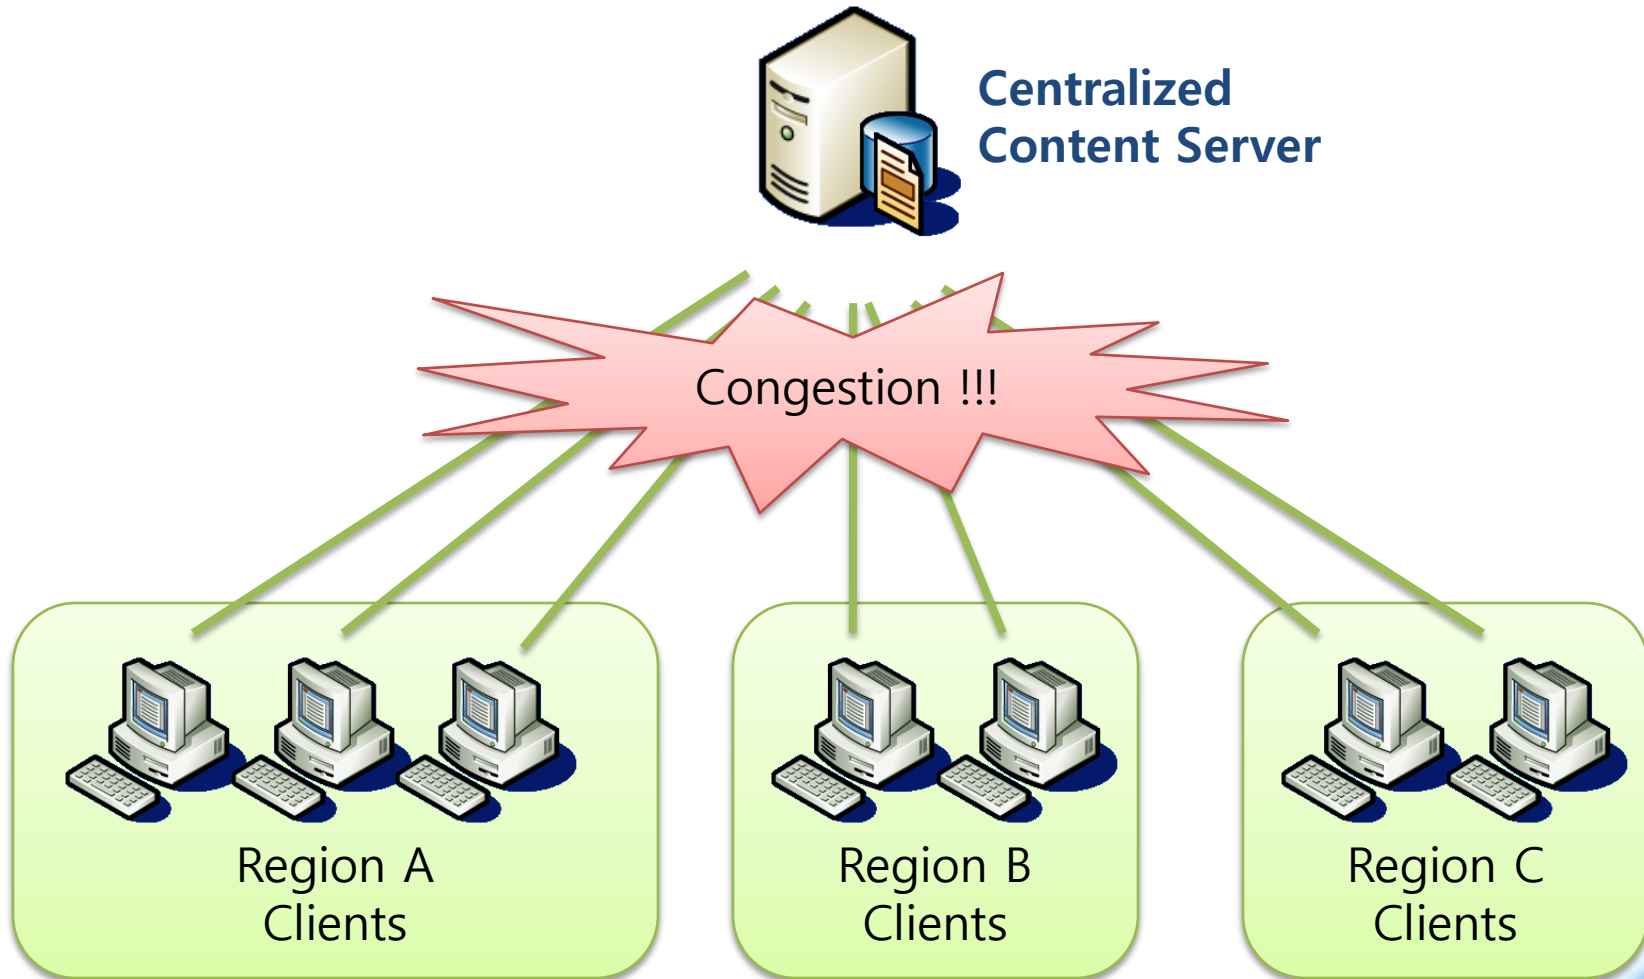 Centralized
Content Server
Congestion !!!
Region A
Clients
Region B
Clients
Region C
Clients